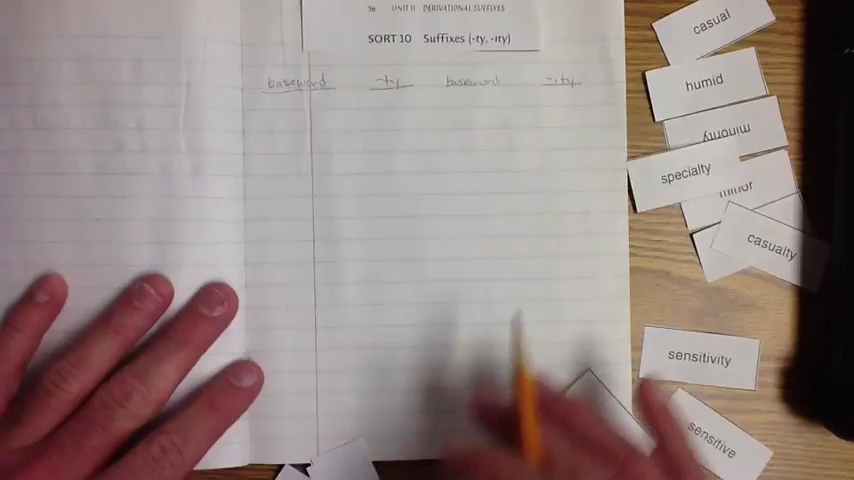 36 UNIT II DERIVATIONAL SUFFIXES
SORT 10 Suffixes (-ty, -ity)
baseword -ty baseword -ity
casual
humid
minority
specialty
minor
casualty
sensitivity
sensitive